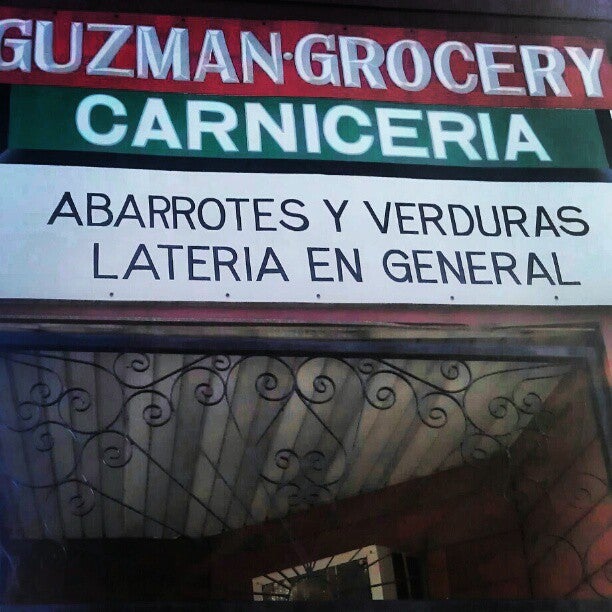 GUZMAN·GROCERY
CARNICERIA
ABARROTES Y VERDURAS
LATERIA EN GENERAL